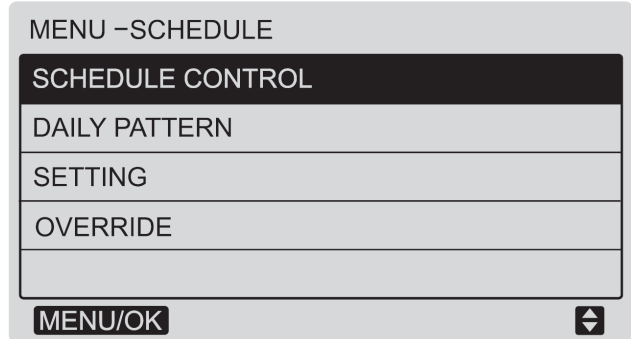 MENU −SCHEDULE
SCHEDULE CONTROL
DAILY PATTERN
SETTING
OVERRIDE
MENU/OK